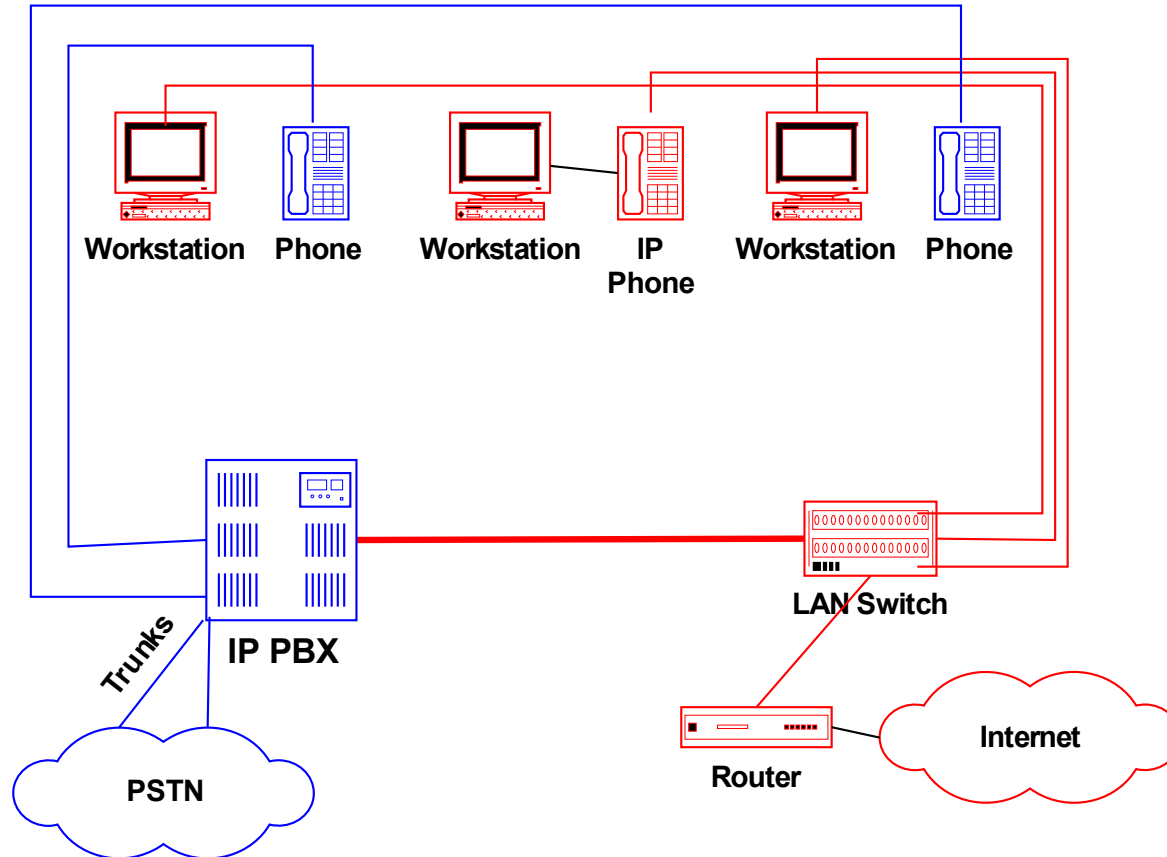 Workstation
Phone
Workstation
IP
Phone
Workstation
Phone
LAN Switch
IP PBX
Trunks
PSTN
Router
Internet